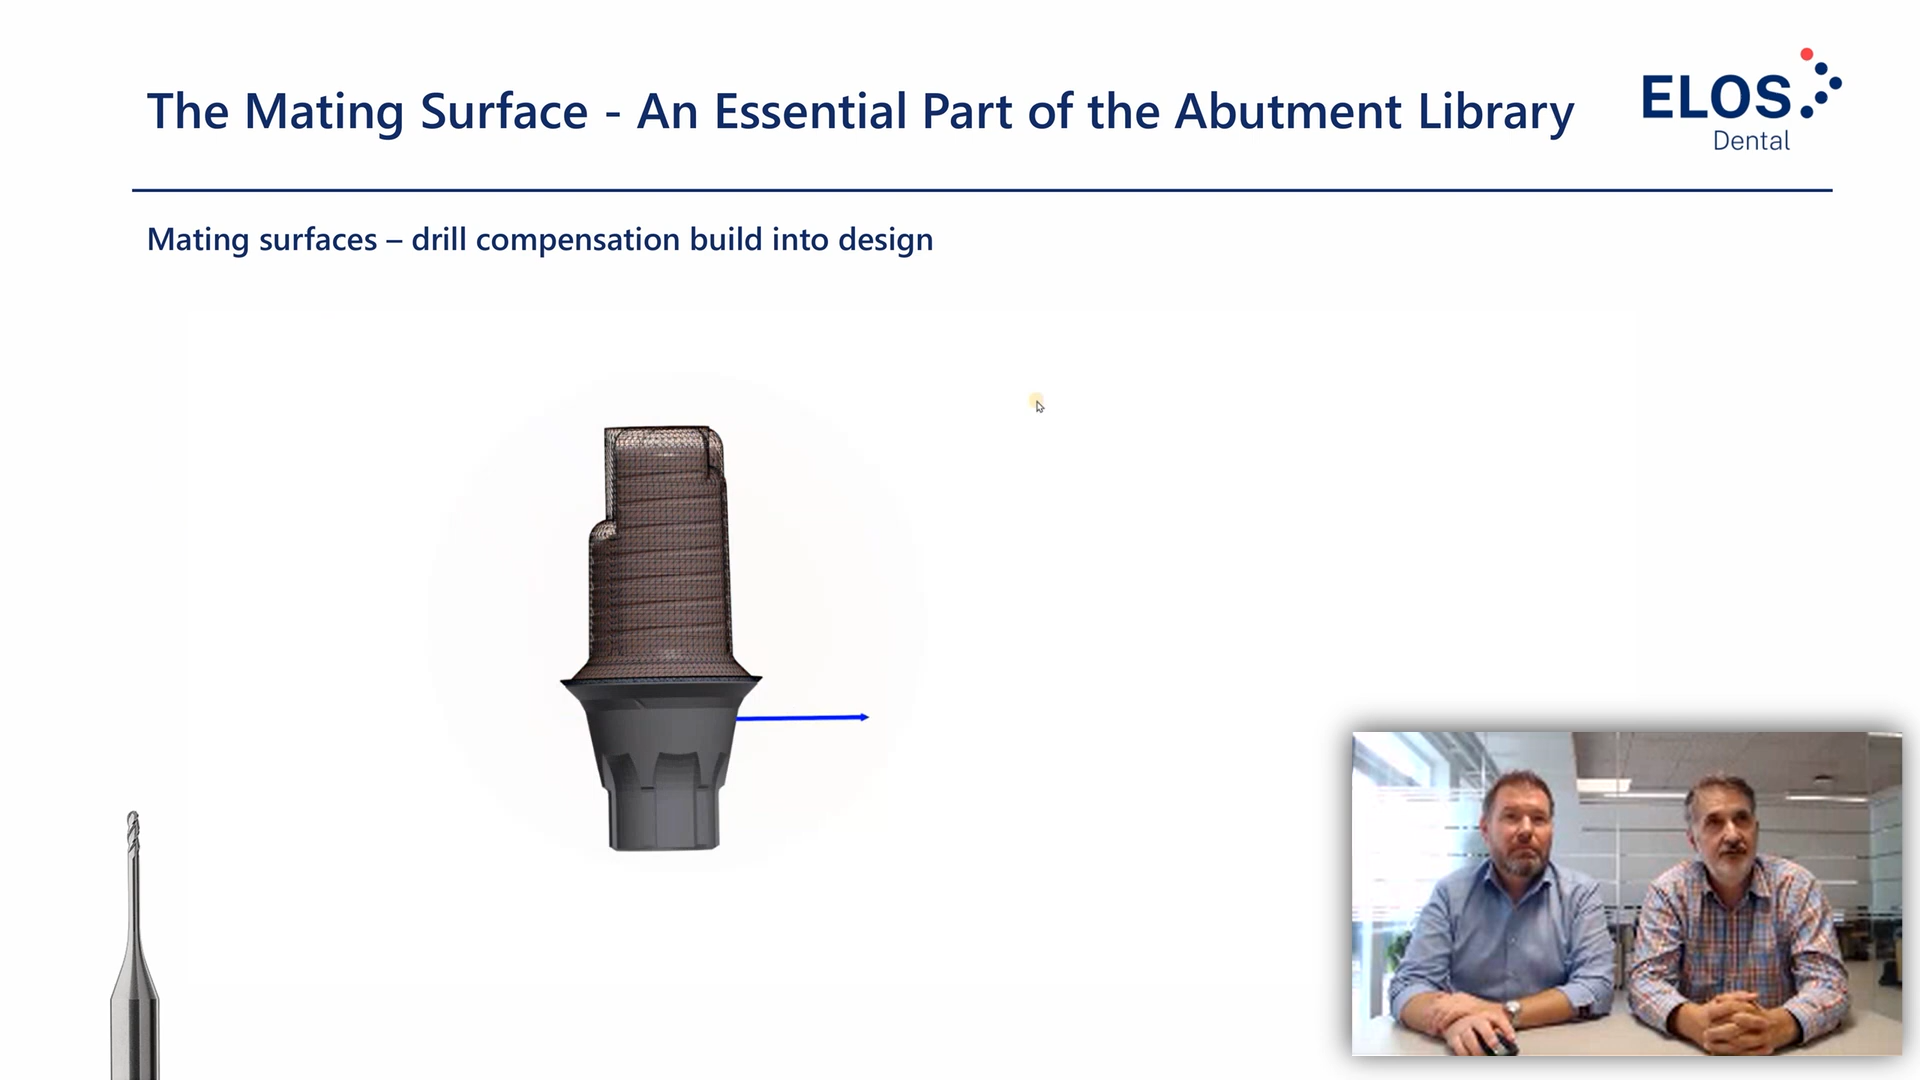 The Mating Surface - An Essential Part of the Abutment Library
ELOS
Dental
Mating surfaces – drill compensation build into design